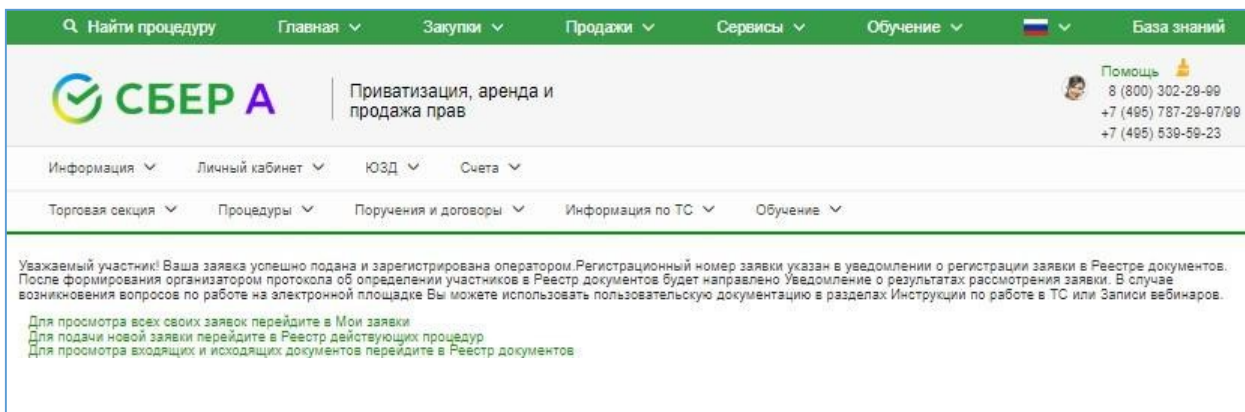 Найти процедуру Главная Закупки Продажи Сервисы Обучение База знаний
СБЕР А
Приватизация, аренда и
продажа прав
Помощь
8 (800) 302-29-99
+7 (495) 787-29-97/99
+7 (495) 539-59-23
Информация Личный кабинет ЮЗД Счета
Торговая секция Процедуры Поручения и договоры Информация по ТС Обучение
Уважаемый участник! Ваша заявка успешно подана и зарегистрирована оператором.Регистрационный номер заявки указан в уведомлении о регистрации заявки в Реестре документов.
После формирования организатором протокола об определении участников в Реестр документов будет направлено Уведомление о результатах рассмотрения заявки. В случае
возникновения вопросов по работе на электронной площадке Вы можете использовать пользовательскую документацию в разделах Инструкции по работе в ТС или Записи вебинаров.
Для просмотра всех своих заявок перейдите в Мои заявки
Для подачи новой заявки перейдите в Реестр действующих процедур
Для просмотра входящих и исходящих документов перейдите в Реестр документов